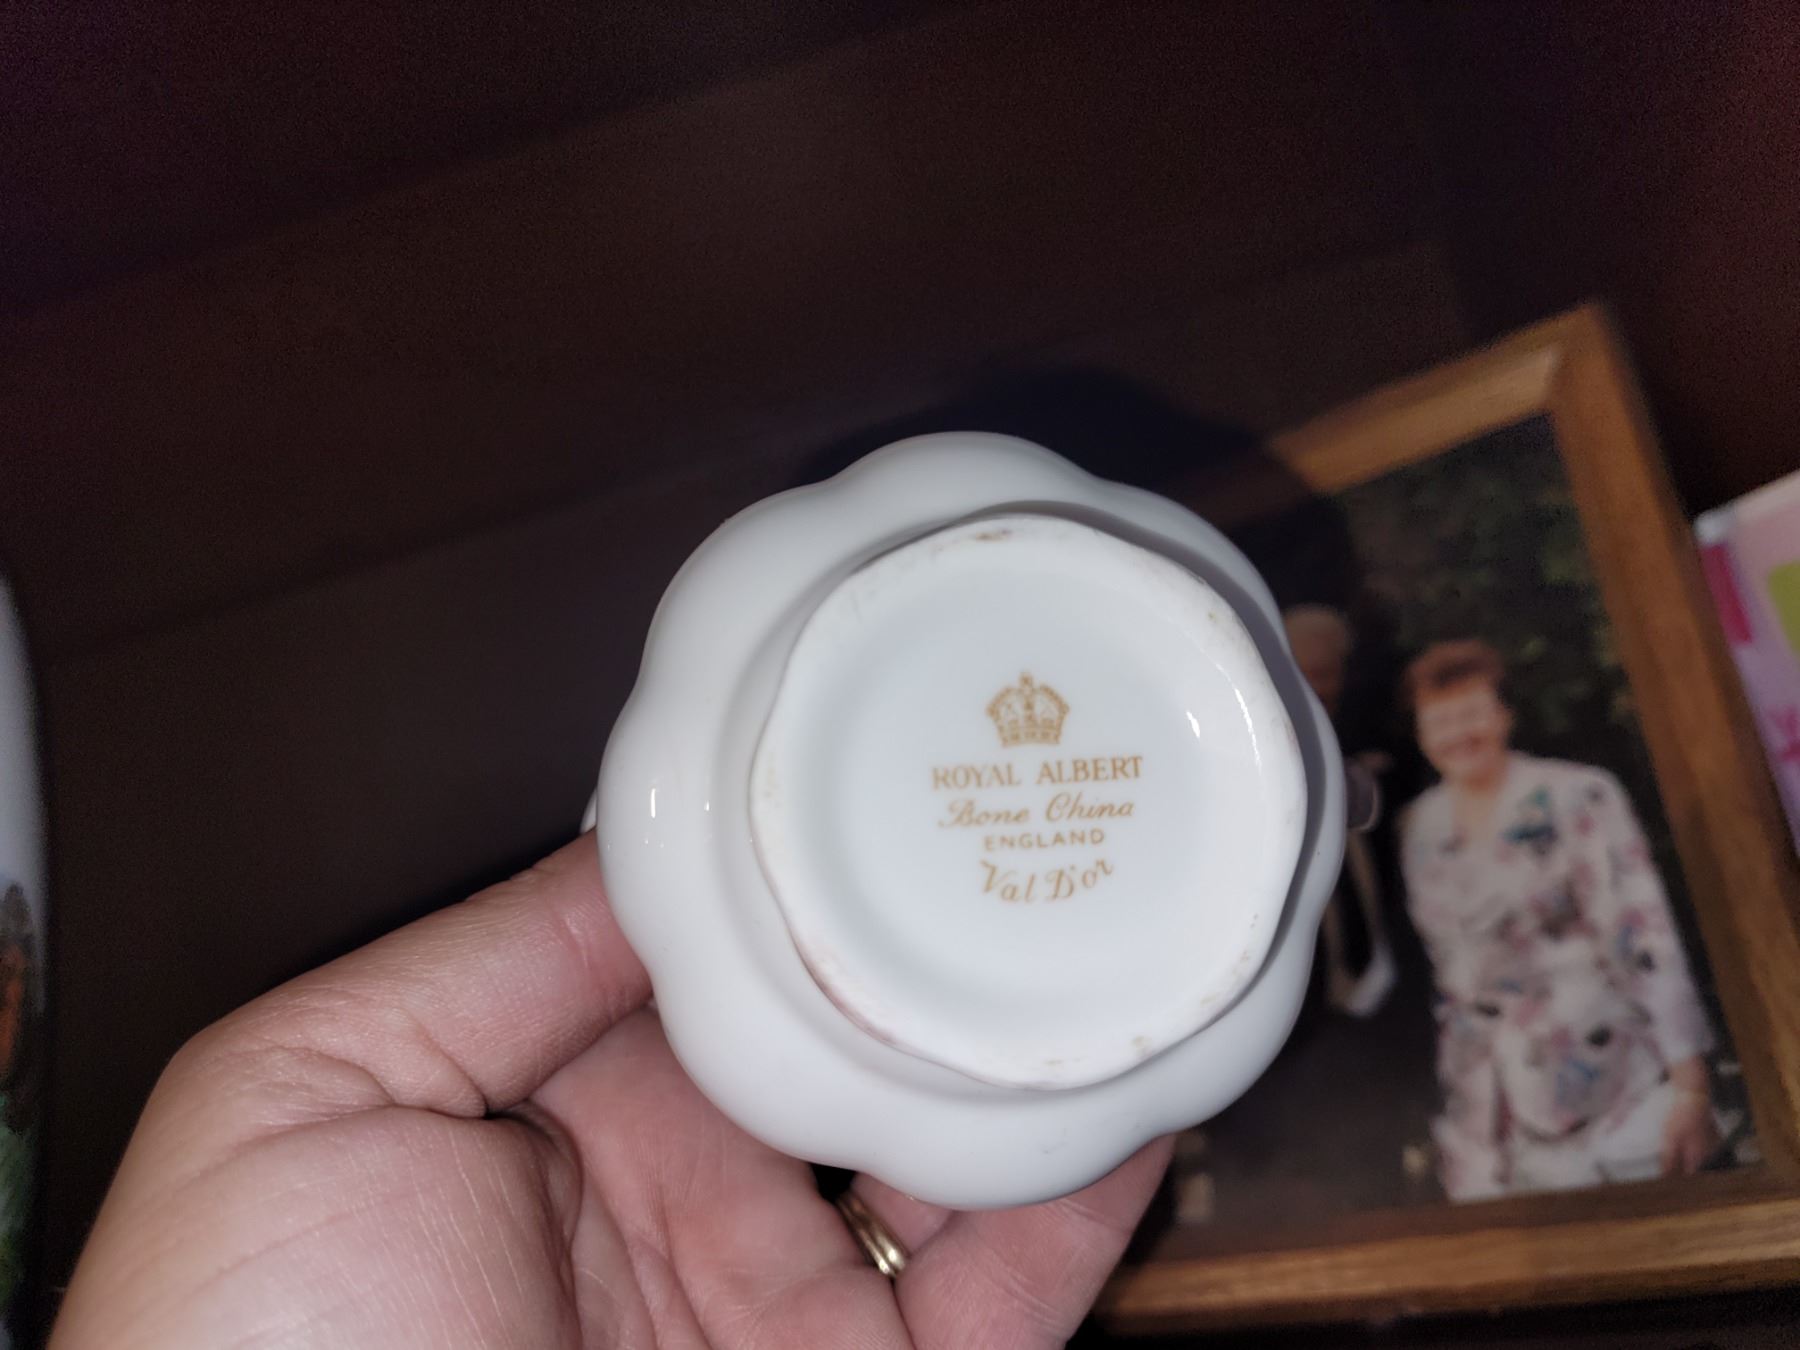 ROYAL ALBERT
Bone China
ENGLAND
Val D'or